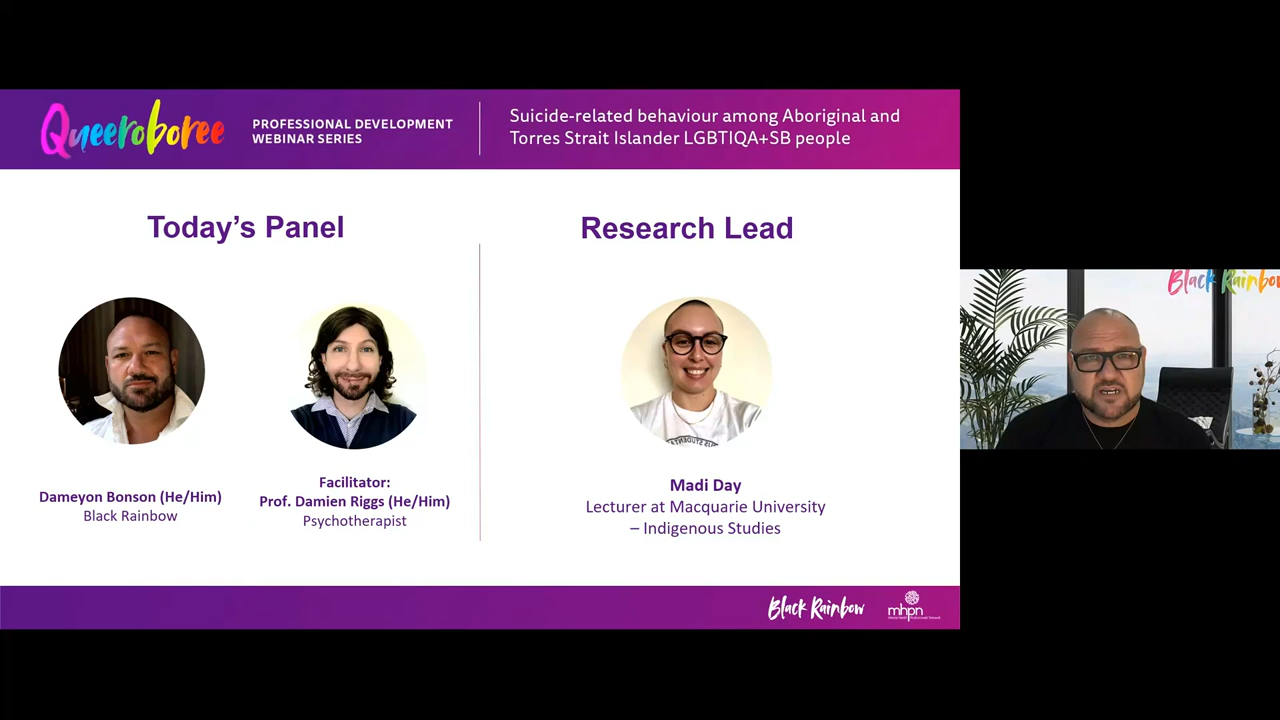 Queeroboree
PROFESSIONAL DEVELOPMENT
WEBINAR SERIES
Suicide-related behaviour among Aboriginal and
Torres Strait Islander LGBTIQA+SB people
Today's Panel
Research Lead
Dameyon Bonson (He/Him)
Black Rainbow
Facilitator:
Prof. Damien Riggs (He/Him)
Psychotherapist
Madi Day
Lecturer at Macquarie University
– Indigenous Studies
Black Rainbow
mhpn
Black Rainbow